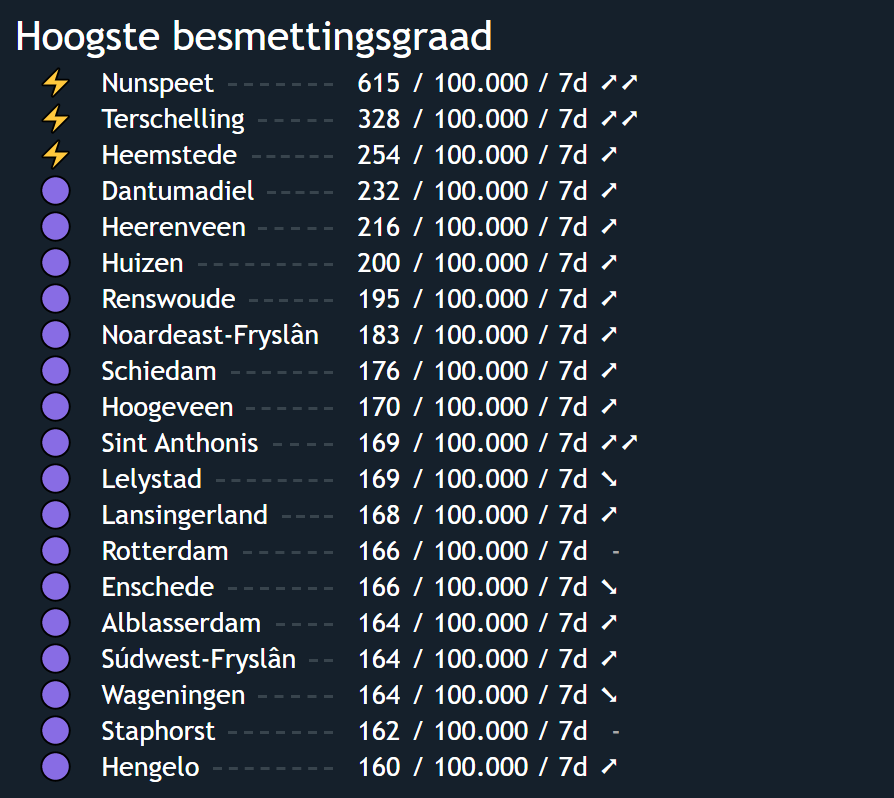 Hoogste besmettingsgraad
⚡ Nunspeet ------- 615 / 100.000 / 7d ➚➚
⚡ Terschelling ----- 328 / 100.000 / 7d ➚➚
⚡ Heemstede ------ 254 / 100.000 / 7d ➚
🟣 Dantumadiel ----- 232 / 100.000 / 7d ➚
🟣 Heerenveen ----- 216 / 100.000 / 7d ➚
🟣 Huizen --------- 200 / 100.000 / 7d ➚
🟣 Renswoude ------ 195 / 100.000 / 7d ➚
🟣 Noardeast-Fryslân 183 / 100.000 / 7d ➚
🟣 Schiedam ------- 176 / 100.000 / 7d ➚
🟣 Hoogeveen ------ 170 / 100.000 / 7d ➚
🟣 Sint Anthonis ---- 169 / 100.000 / 7d ➚➚
🟣 Lelystad -------- 169 / 100.000 / 7d ➘
🟣 Lansingerland ---- 168 / 100.000 / 7d ➚
🟣 Rotterdam ------ 166 / 100.000 / 7d -
🟣 Enschede ------- 166 / 100.000 / 7d ➘
🟣 Alblasserdam ---- 164 / 100.000 / 7d ➚
🟣 Súdwest-Fryslân -- 164 / 100.000 / 7d ➚
🟣 Wageningen ----- 164 / 100.000 / 7d ➘
🟣 Staphorst ------- 162 / 100.000 / 7d -
🟣 Hengelo -------- 160 / 100.000 / 7d ➚